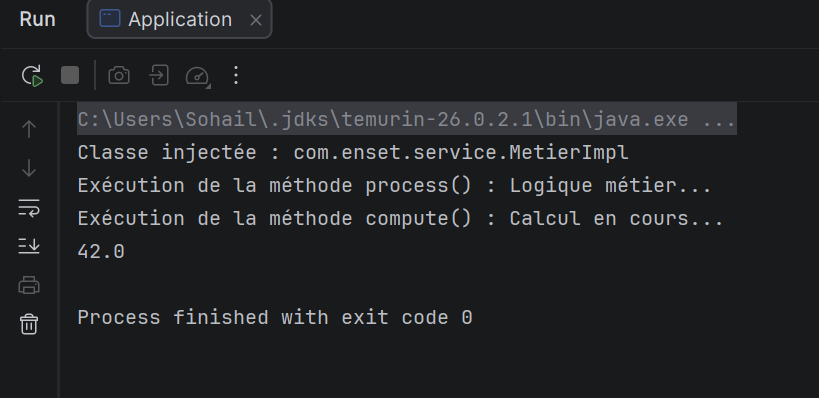 Run
Application
C:\Users\Sohail\.jdks\temurin-26.0.2.1\bin\java.exe ...
Classe injectée : com.enset.service.MetierImpl
Exécution de la méthode process() : Logique métier...
Exécution de la méthode compute() : Calcul en cours...
42.0
Process finished with exit code 0